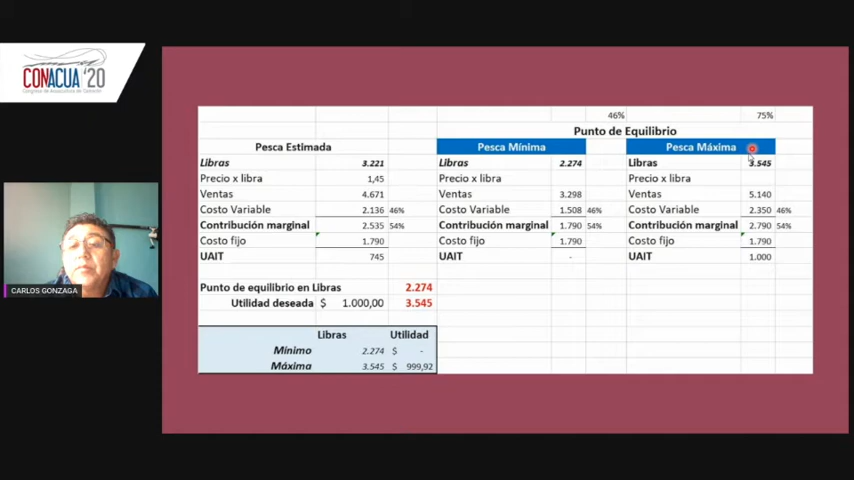 CONACUA '20
46% 75%
Punto de Equilibrio
Pesca Estimada Pesca Mínima Pesca Máxima
Libras 3.221 Libras 2.274 Libras 3.545
Precio x libra 1,45 Precio x libra Precio x libra
Ventas 4.671 Ventas 3.298 Ventas 5.140
Costo Variable 2.136 46% Costo Variable 1.508 46% Costo Variable 2.350 46%
Contribución marginal 2.535 54% Contribución marginal 1.790 54% Contribución marginal 2.790 54%
Costo fijo 1.790 Costo fijo 1.790 Costo fijo 1.790
UAIT 745 UAIT - UAIT 1.000
Punto de equilibrio en Libras 2.274
Utilidad deseada $ 1.000,00 3.545
Libras Utilidad
Mínimo 2.274 $ -
Máxima 3.545 $ 999,92
CARLOS GONZAGA